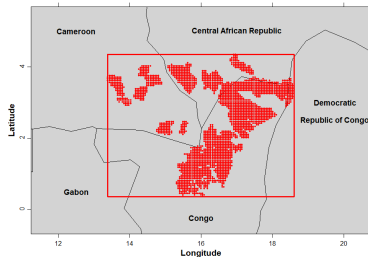 Cameroon
Central African Republic
Democratic
Republic of Congo
Gabon
Congo
Latitude
0
2
4
12
14
16
18
20
Longitude